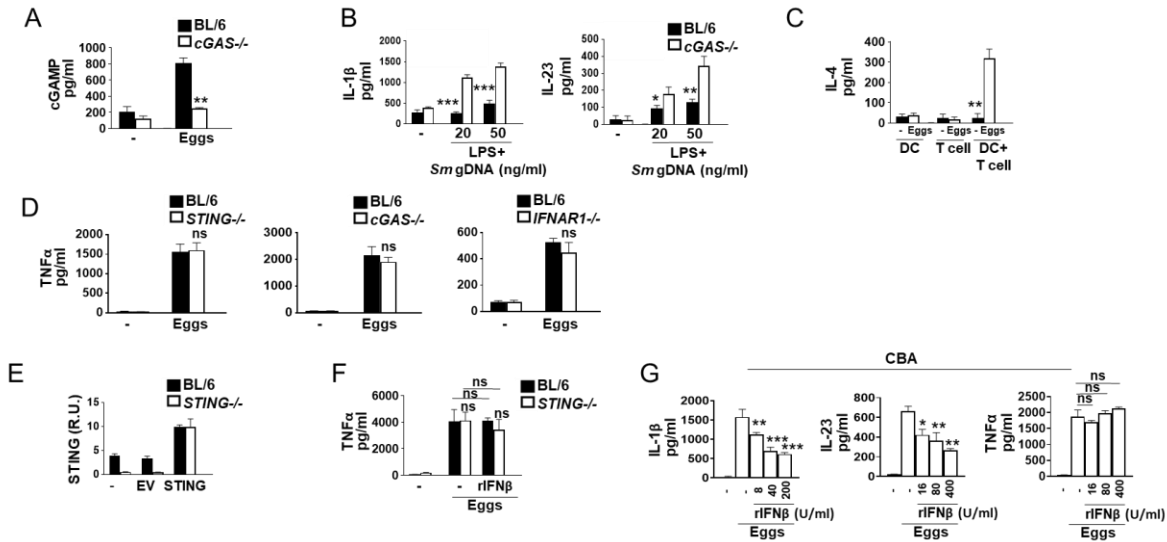 A
BL/6
cGAS-/-
cGAMP
pg/ml
1000
800
600
400
200
0
**
-
Eggs
B
IL-1β
pg/ml
2000
1500
1000
500
0
***
***
-
20
50
LPS+
Sm gDNA (ng/ml)
BL/6
cGAS-/-
IL-23
pg/ml
500
400
300
200
100
0
*
**
-
20
50
LPS+
Sm gDNA (ng/ml)
C
IL-4
pg/ml
400
300
200
100
0
**
- Eggs - Eggs - Eggs
DC T cell DC+
T cell
D
BL/6
STING-/-
TNFα
pg/ml
2000
1500
1000
500
0
ns
-
Eggs
BL/6
cGAS-/-
3000
2000
1000
0
ns
-
Eggs
BL/6
IFNAR1-/-
600
400
200
0
ns
-
Eggs
E
BL/6
STING-/-
STING (R.U.)
15
10
5
0
- EV STING
F
BL/6
STING-/-
TNFα
pg/ml
6000
4000
2000
0
ns
ns
ns
ns
- - rIFNβ
Eggs
G
CBA
IL-1β
pg/ml
2000
1500
1000
500
0
**
***
***
- - 8 40 200
rIFNβ (U/ml)
Eggs
IL-23
pg/ml
800
600
400
200
0
*
**
**
- - 16 80 400
rIFNβ (U/ml)
Eggs
TNFα
pg/ml
2500
2000
1500
1000
500
0
ns
ns
ns
- - 16 80 400
rIFNβ (U/ml)
Eggs